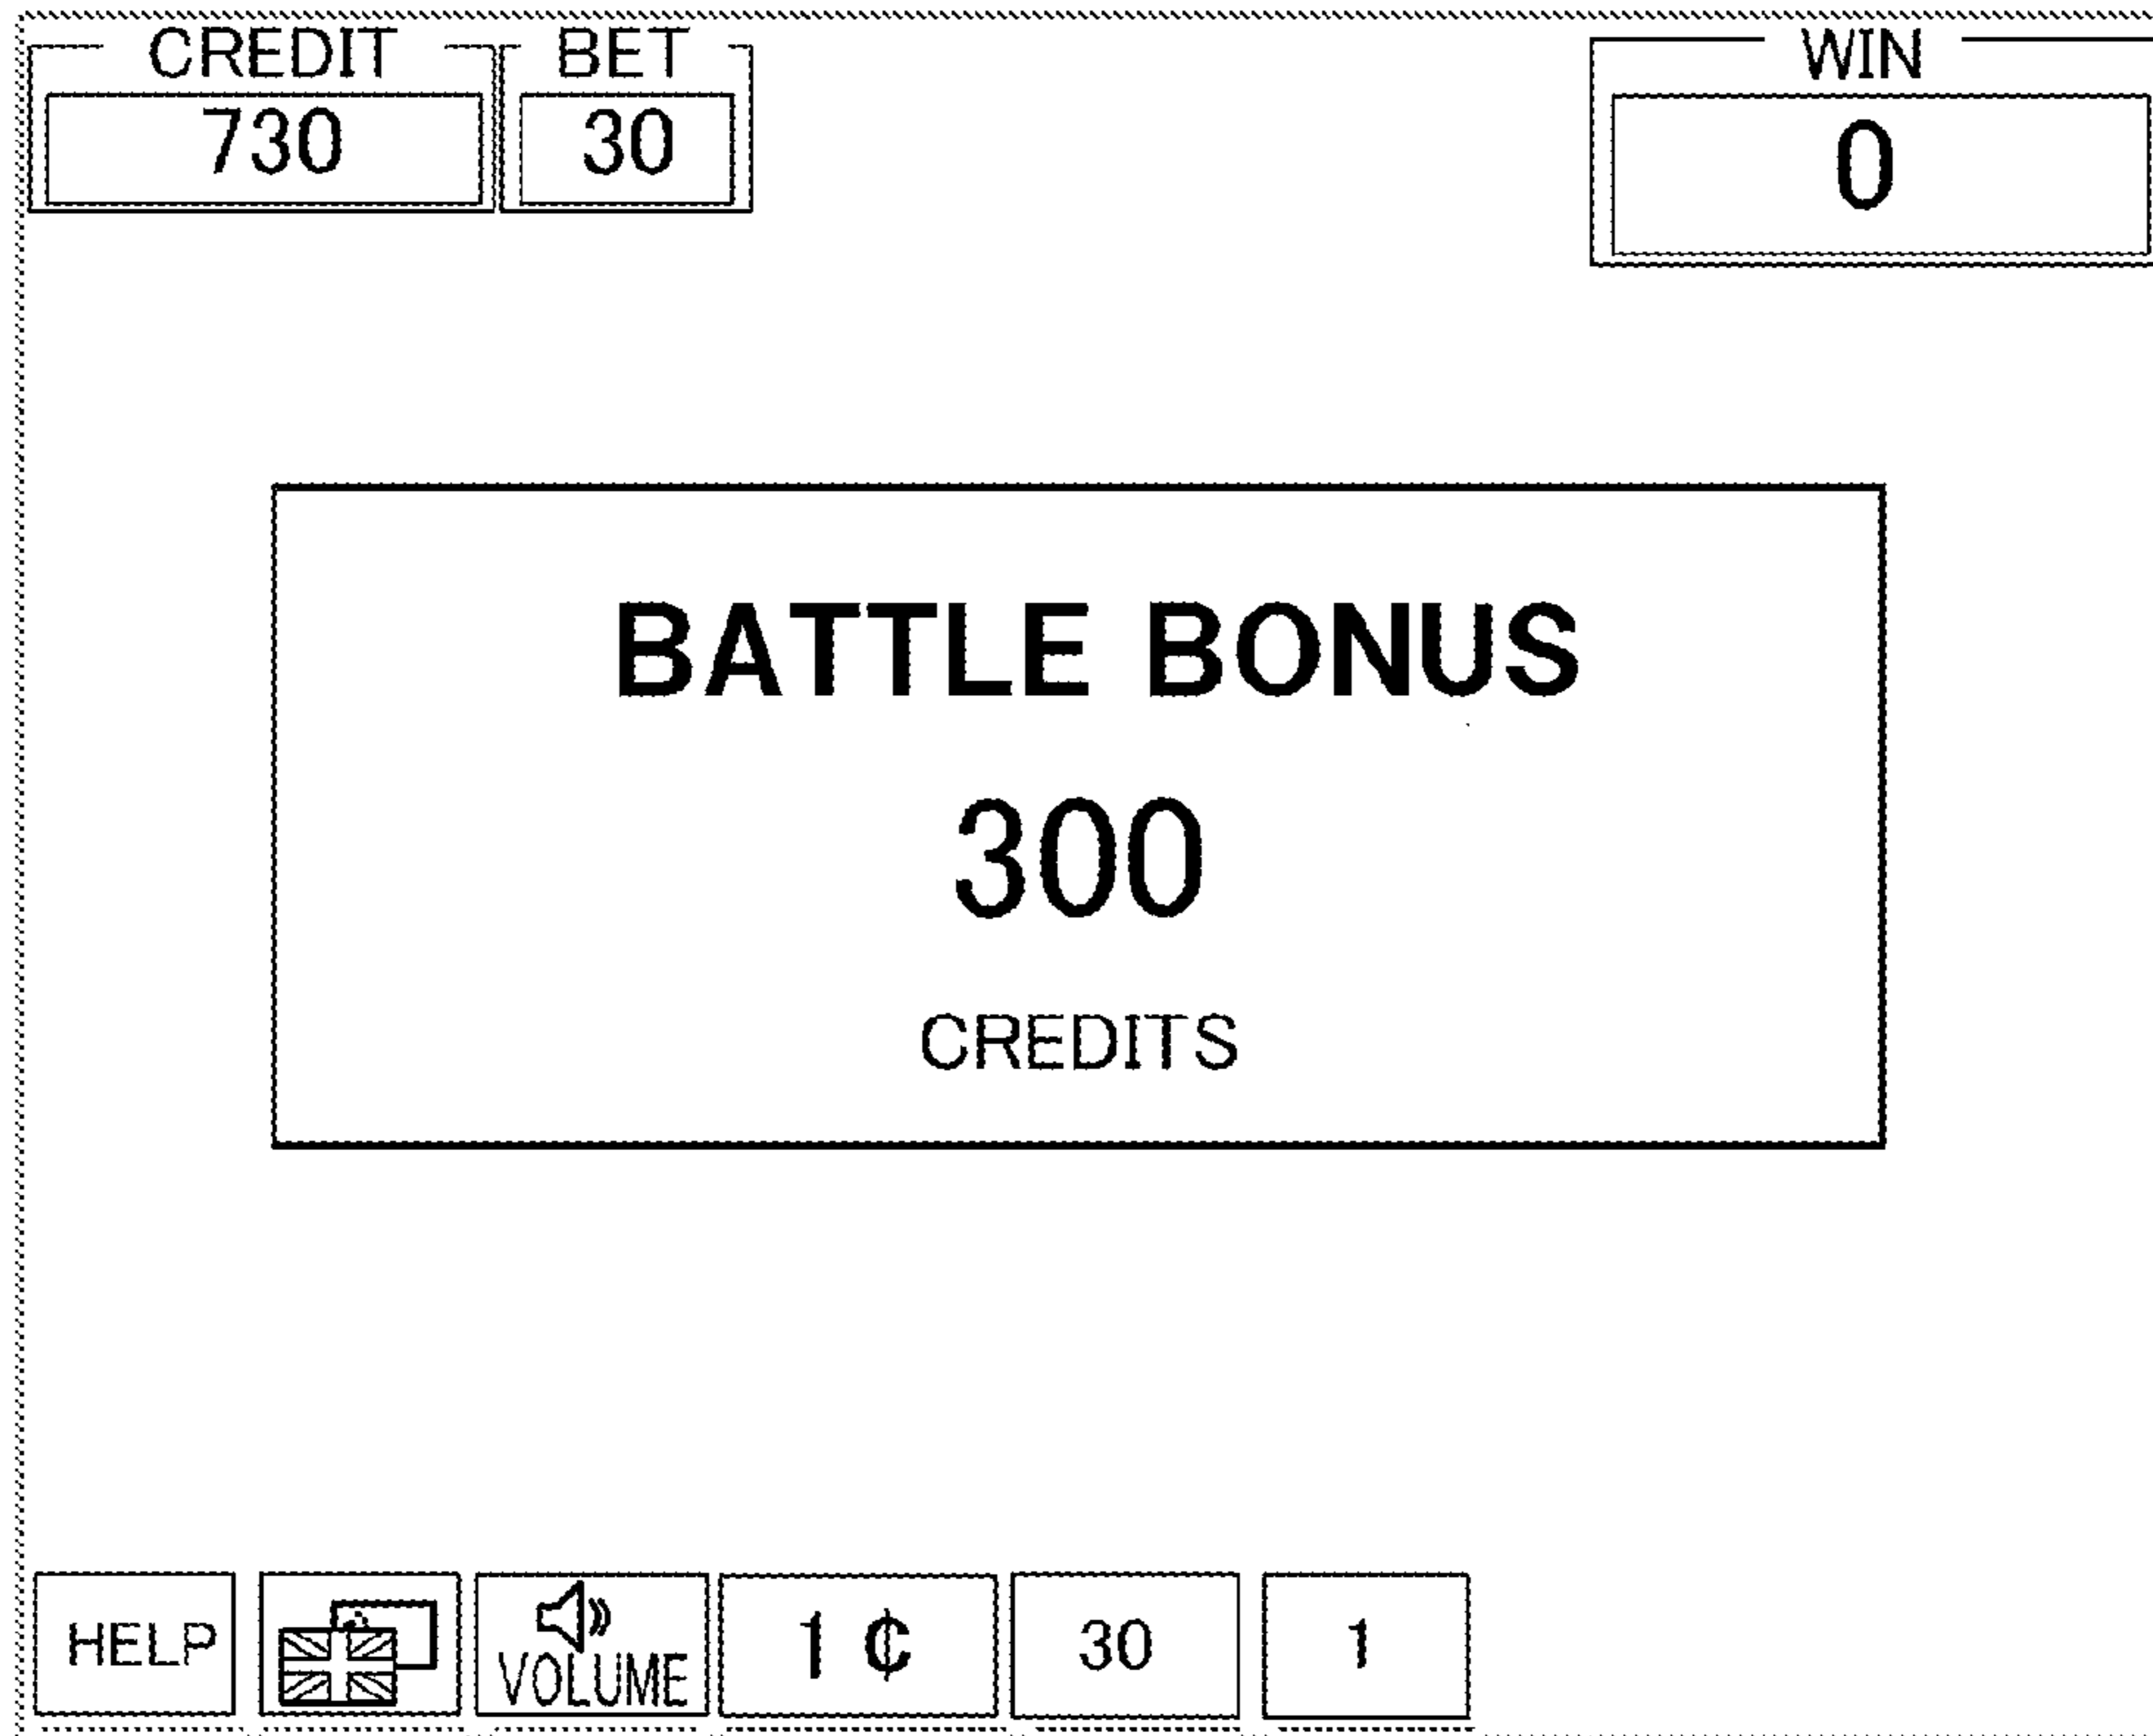 CREDIT BET WIN
730 30 0
BATTLE BONUS
300
CREDITS
HELP VOLUME 1 ¢ 30 1